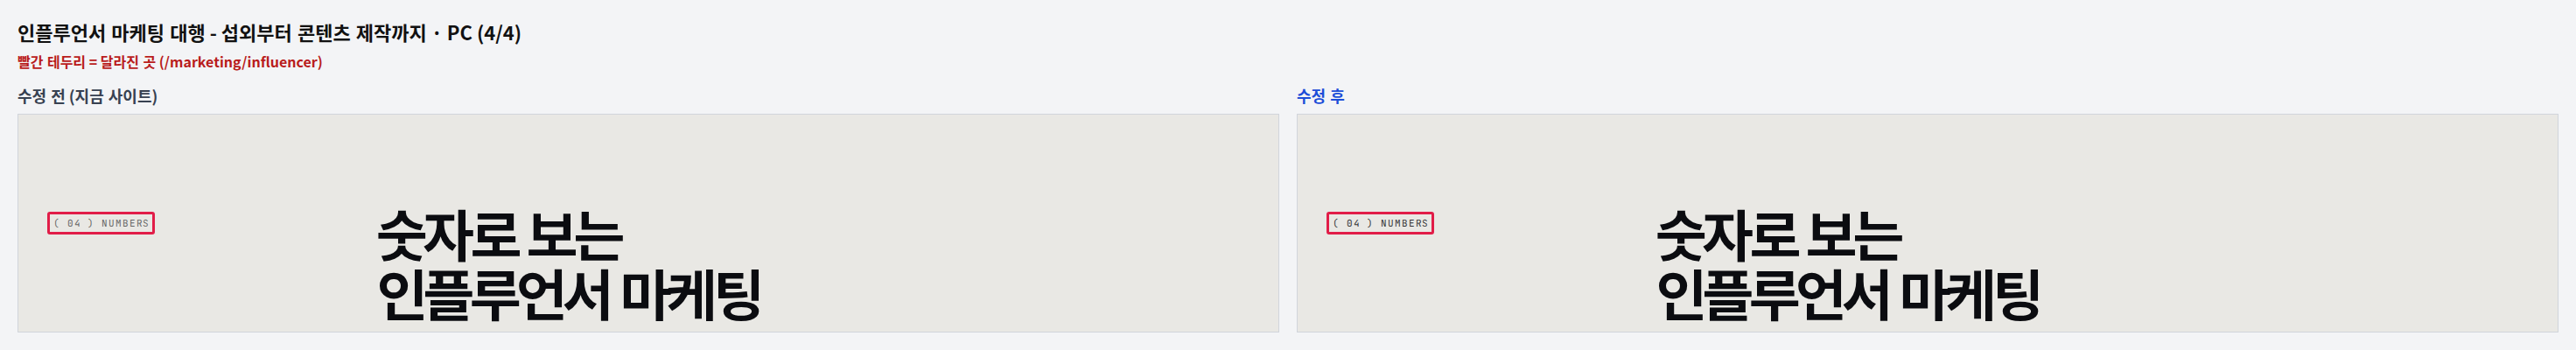 인플루언서 마케팅 대행 - 섭외부터 콘텐츠 제작까지 · PC (4/4)
빨간 테두리 = 달라진 곳 (/marketing/influencer)
수정 전 (지금 사이트)
( 04 ) NUMBERS
숫자로 보는
인플루언서 마케팅
수정 후
( 04 ) NUMBERS
숫자로 보는
인플루언서 마케팅